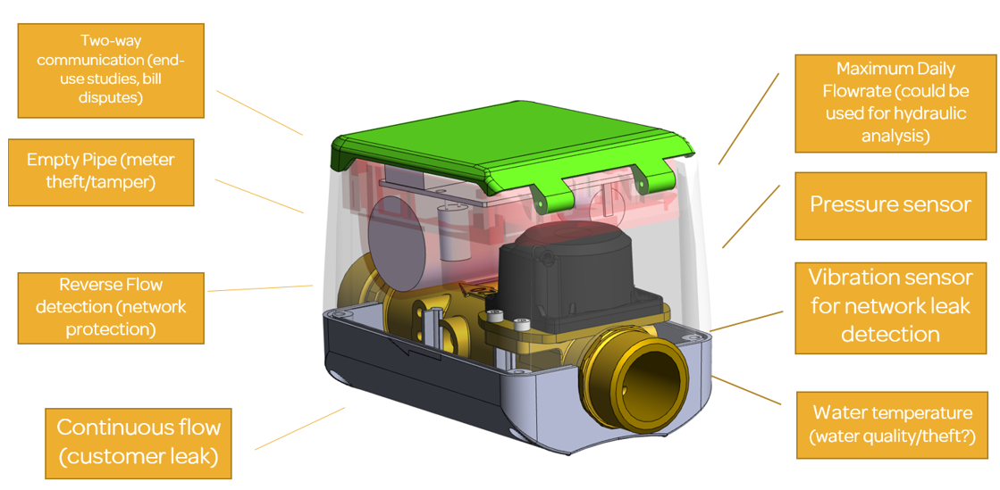 Two-way
communication (end-
use studies, bill
disputes)
Empty Pipe (meter
theft/tamper)
Reverse Flow
detection (network
protection)
Continuous flow
(customer leak)
Maximum Daily
Flowrate (could be
used for hydraulic
analysis)
Pressure sensor
Vibration sensor
for network leak
detection
Water temperature
(water quality/theft?)